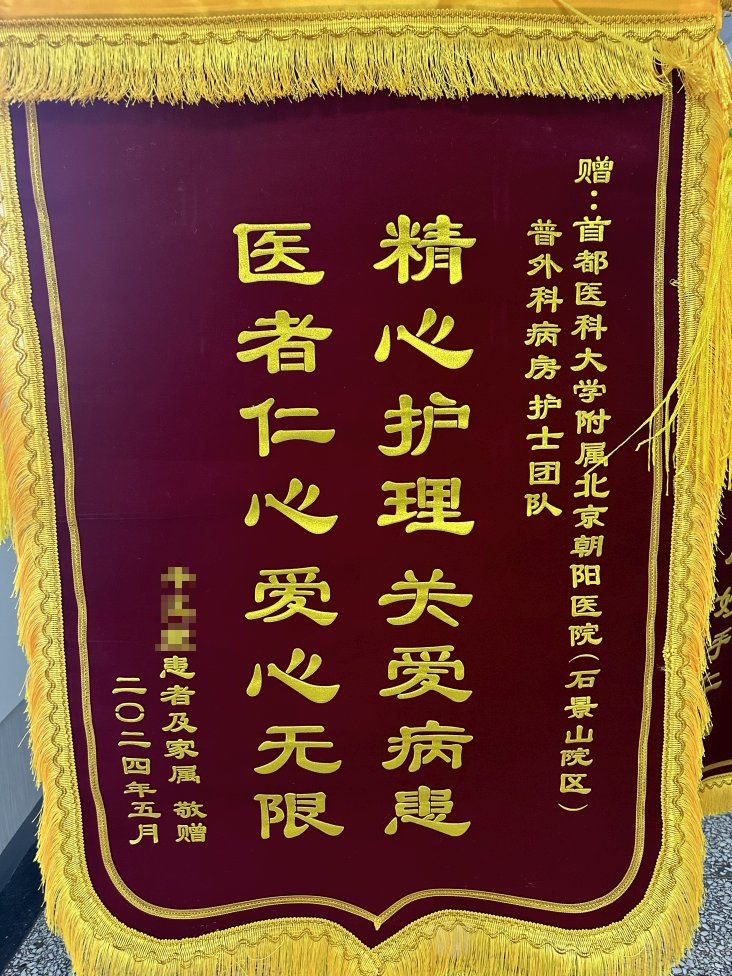 赠：首都医科大学附属北京朝阳医院（石景山院区）
普外科病房护士团队
精心护理关爱病患
医者仁心爱心无限
患者及家属 敬赠
二〇二四年五月